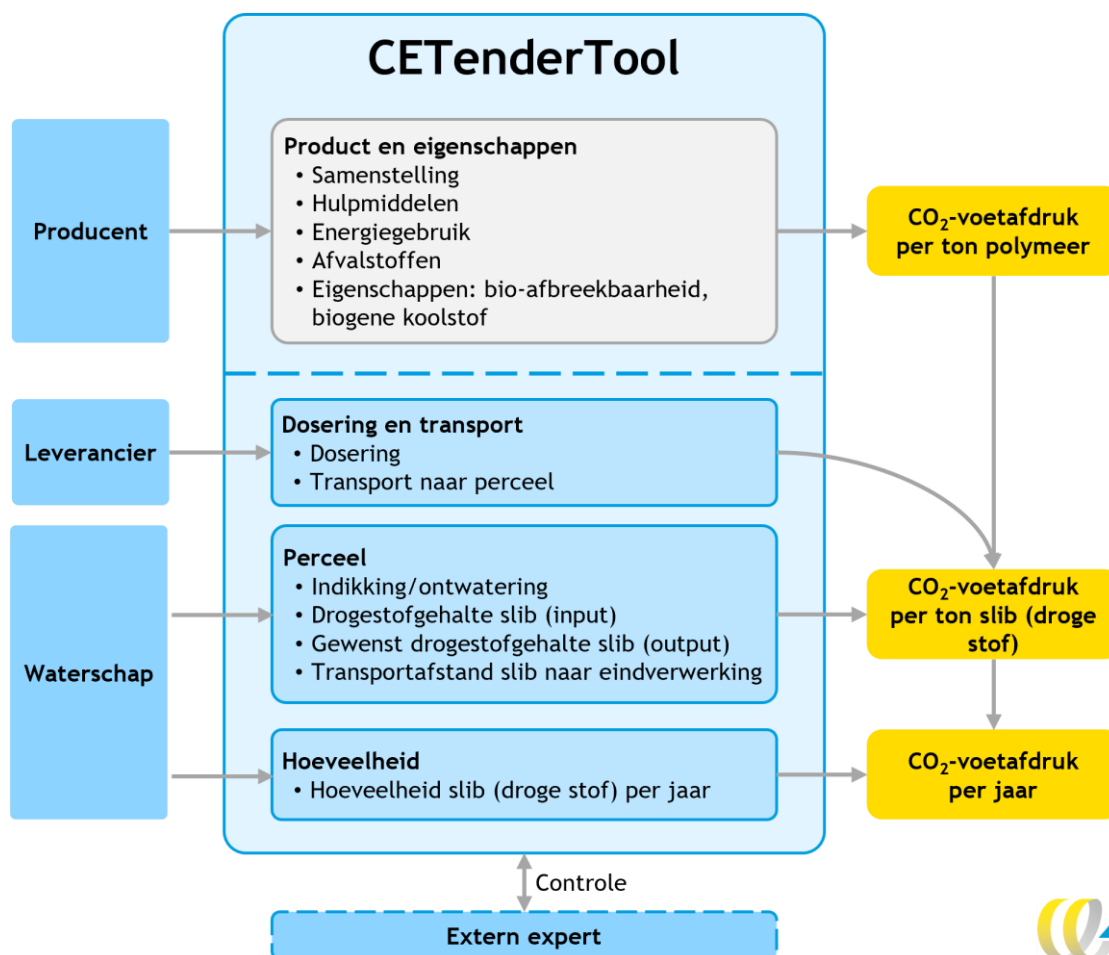 CETenderTool
Producent
Product en eigenschappen
• Samenstelling
• Hulpmiddelen
• Energiegebruik
• Afvalstoffen
• Eigenschappen: bio-afbreekbaarheid,
biogene koolstof
CO₂-voetafdruk
per ton polymeer
Leverancier
Dosering en transport
• Dosering
• Transport naar perceel
Waterschap
Perceel
• Indikking/ontwatering
• Drogestofgehalte slib (input)
• Gewenst drogestofgehalte slib (output)
• Transportafstand slib naar eindverwerking
CO₂-voetafdruk
per ton slib (droge
stof)
Hoeveelheid
• Hoeveelheid slib (droge stof) per jaar
CO₂-voetafdruk
per jaar
Controle
Extern expert